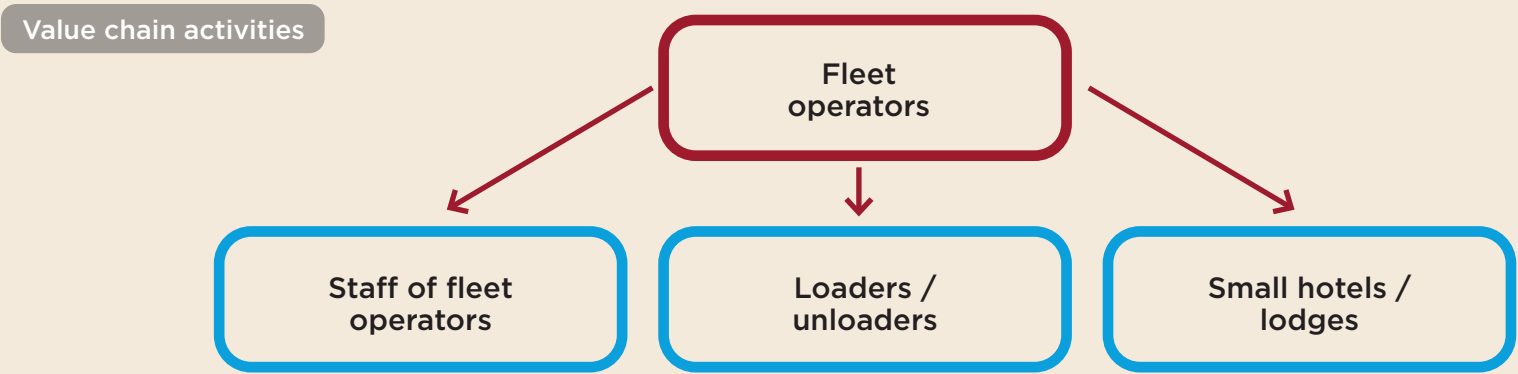 Value chain activities
Fleet
operators
Staff of fleet
operators
Loaders /
unloaders
Small hotels /
lodges